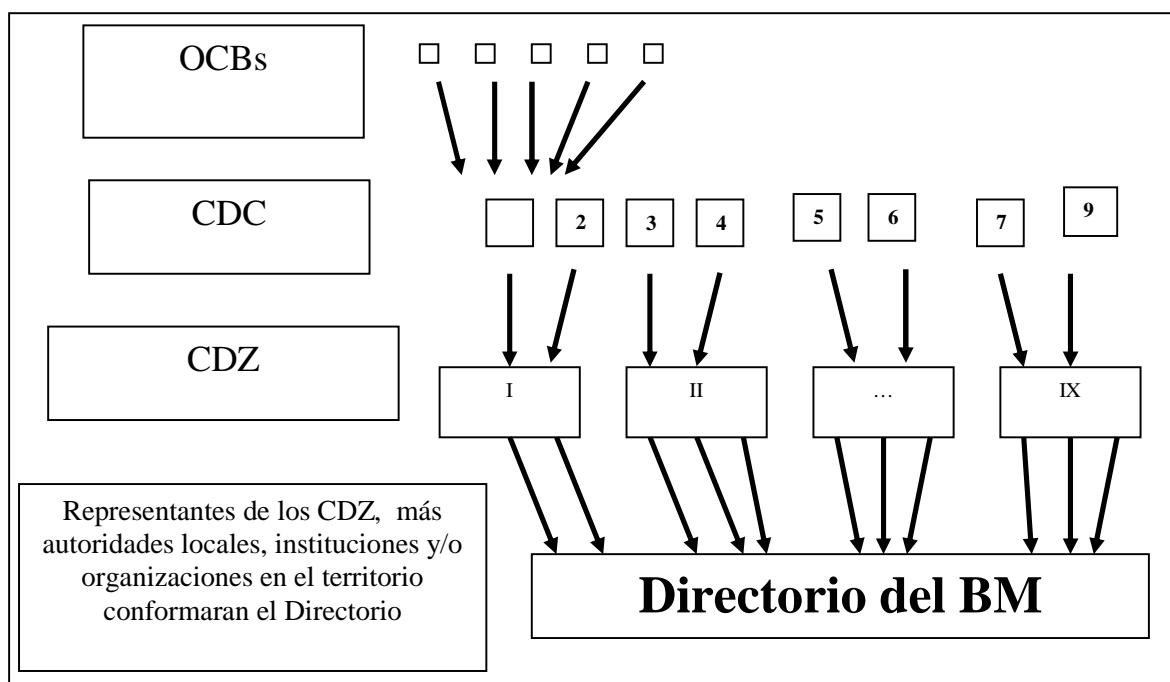 OCBs
CDC
2
3
4
5
6
7
9
CDZ
I
II
…
IX
Representantes de los CDZ, más
autoridades locales, instituciones y/o
organizaciones en el territorio
conformaran el Directorio
Directorio del BM